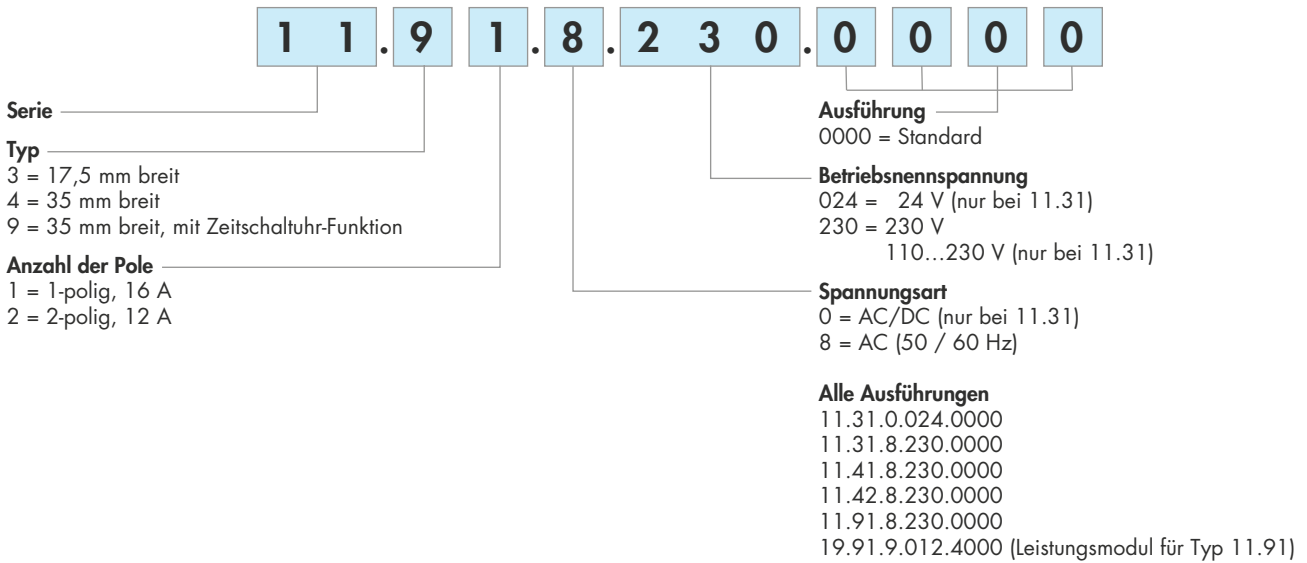 1 1.9 1.8.230.0 0 0 0
Serie
Typ
3 = 17,5 mm breit
4 = 35 mm breit
9 = 35 mm breit, mit Zeitschaltuhr-Funktion
Anzahl der Pole
1 = 1-polig, 16 A
2 = 2-polig, 12 A
Ausführung
0000 = Standard
Betriebsnennspannung
024 = 24 V (nur bei 11.31)
230 = 230 V
110...230 V (nur bei 11.31)
Spannungsart
0 = AC/DC (nur bei 11.31)
8 = AC (50 / 60 Hz)
Alle Ausführungen
11.31.0.024.0000
11.31.8.230.0000
11.41.8.230.0000
11.42.8.230.0000
11.91.8.230.0000
19.91.9.012.4000 (Leistungsmodul für Typ 11.91)